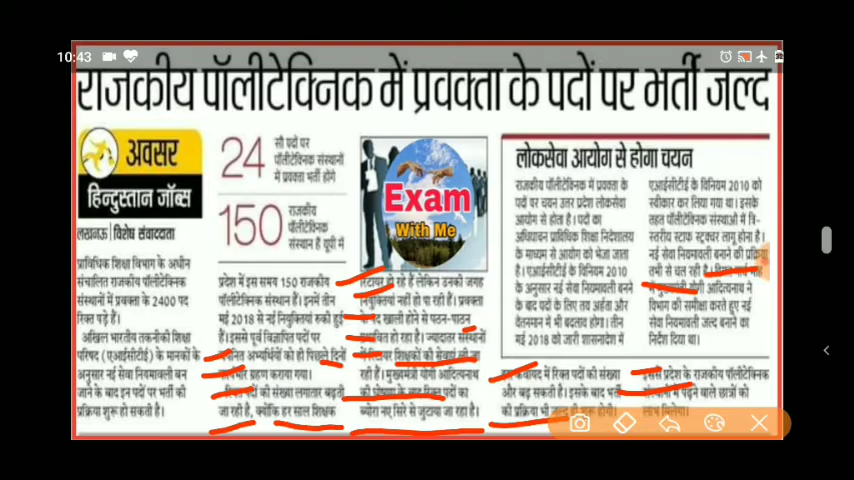 10:43
राजकीय पॉलीटेक्निक में प्रवक्ता के पदों पर भर्ती जल्द
अवसर
हिन्दुस्तान जॉब्स
लखनऊ | विशेष संवाददाता
प्राविधिक शिक्षा विभाग के अधीन
संचालित राजकीय पॉलीटेक्निक
संस्थानों में प्रवक्ता के 2400 पद
रिक्त पड़े हैं।
अखिल भारतीय तकनीकी शिक्षा
परिषद (एआईसीटीई) के मानकों के
अनुसार नई सेवा नियमावली बन
जाने के बाद इन पदों पर भर्ती की
प्रक्रिया शुरू हो सकती है।
24
सौ पदों पर
पॉलीटेक्निक संस्थानों
में प्रवक्ता भर्ती होंगे
150
राजकीय
पॉलीटेक्निक
संस्थान हैं यूपी में
प्रदेश में इस समय 150 राजकीय
पॉलीटेक्निक संस्थान हैं। इनमें तीन
मई 2018 से नई नियुक्तियां रुकी हुई
हैं। इससे पूर्व विज्ञापित पदों पर
अभ्यर्थियों को ही पिछले दिनों
ग्रहण कराया गया।
पदों की संख्या लगातार बढ़ती
जा रही है, क्योंकि हर साल शिक्षक
Exam
With Me
रिटायर हो रहे हैं लेकिन उनकी जगह
नियुक्तियां नहीं हो पा रही हैं। प्रवक्ता
के पद खाली होने से पठन-पाठन
हो रहा है। ज्यादातर संस्थानों
में रिटायर शिक्षकों की सेवाएं ली जा
रही हैं। मुख्यमंत्री योगी आदित्यनाथ
की घोषणा के बाद रिक्त पदों का
ब्योरा नए सिरे से जुटाया जा रहा है।
लोकसेवा आयोग से होगा चयन
राजकीय पॉलीटेक्निक में प्रवक्ता के
पदों पर चयन उत्तर प्रदेश लोकसेवा
आयोग से होता है। पदों का
अधियाचन प्राविधिक शिक्षा निदेशालय
के माध्यम से आयोग को भेजा जाता
है। एआईसीटीई के विनियम 2010
के अनुसार नई सेवा नियमावली बनने
के बाद पदों के लिए तय अर्हता और
वेतनमान में भी बदलाव होगा। तीन
मई 2018 को जारी शासनादेश में
एआईसीटीई के विनियम 2010 को
स्वीकार कर लिया गया था। इसके
तहत पॉलीटेक्निक संस्थाओं में त्रि-
स्तरीय स्टाफ स्ट्रक्चर लागू होना है।
नई सेवा नियमावली बनाने की प्रक्रिया
तभी से चल रही है।
योगी आदित्यनाथ ने
विभाग की समीक्षा करते हुए नई
सेवा नियमावली जल्द बनाने का
निर्देश दिया था।
में रिक्त पदों की संख्या
और बढ़ सकती है। इसके बाद भर्ती
की प्रक्रिया भी जल्द
प्रदेश के राजकीय पॉलीटेक्निक
में पढ़ने वाले छात्रों को
लाभ मिलेगा।